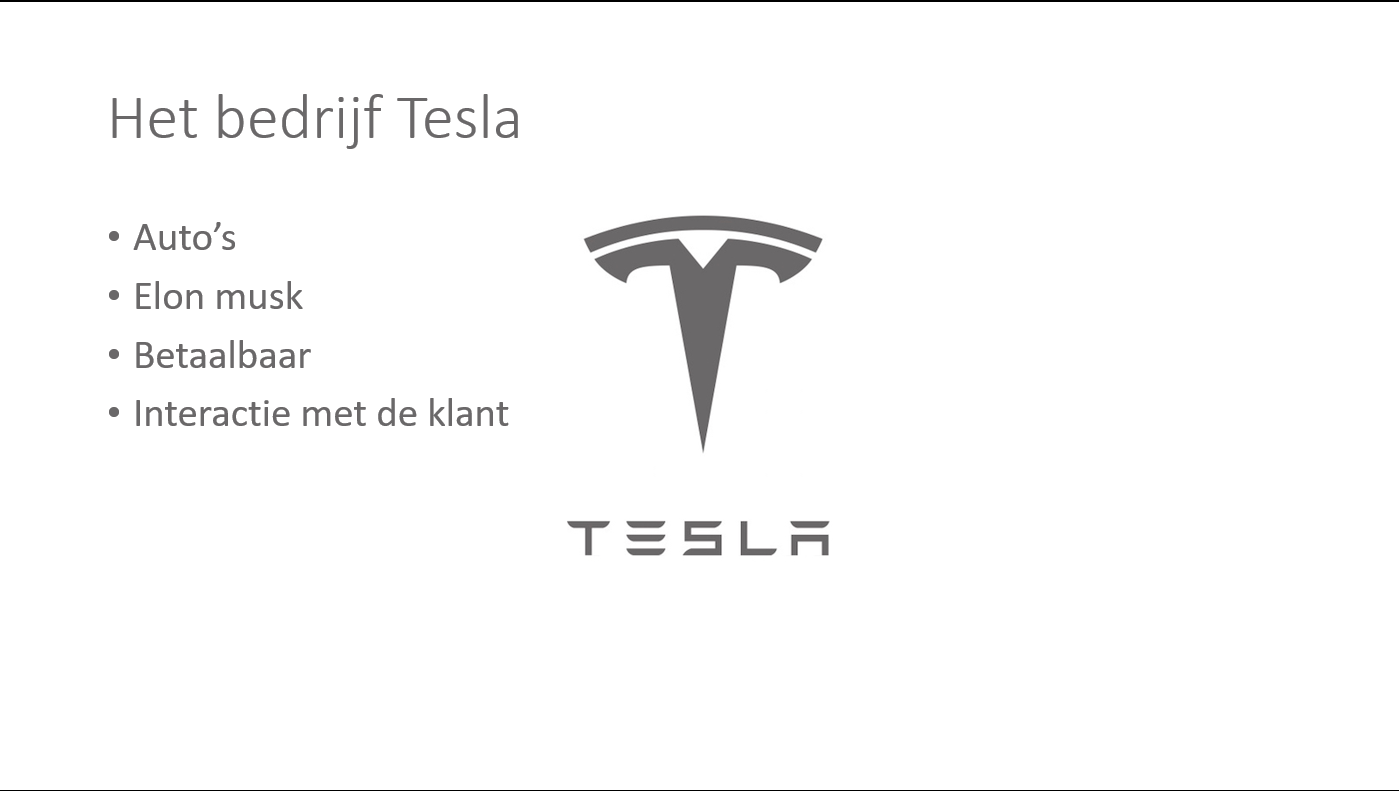 Het bedrijf Tesla
• Auto’s
• Elon musk
• Betaalbaar
• Interactie met de klant
TESLA